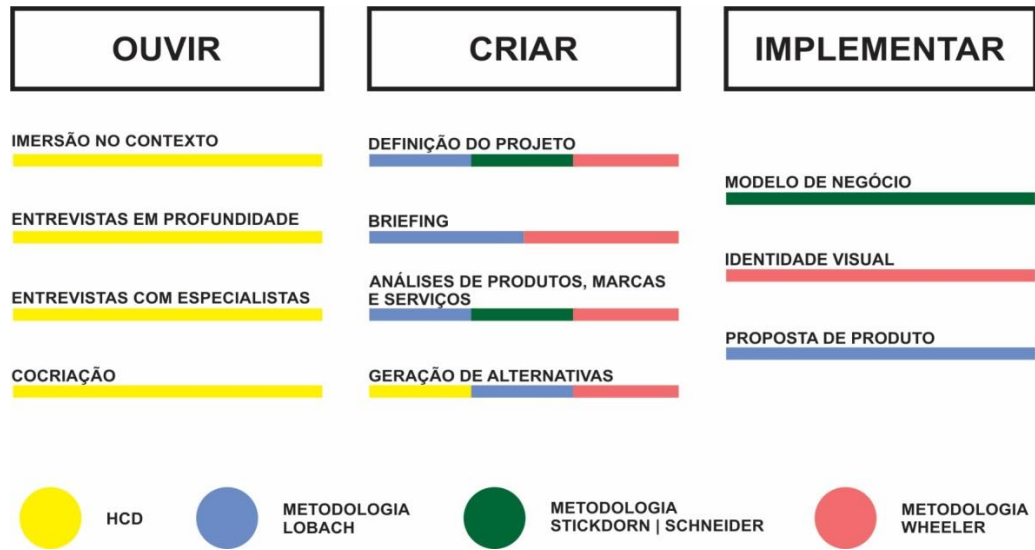 OUVIR
CRIAR
IMPLEMENTAR
IMERSÃO NO CONTEXTO
ENTREVISTAS EM PROFUNDIDADE
ENTREVISTAS COM ESPECIALISTAS
COCRIAÇÃO
DEFINIÇÃO DO PROJETO
BRIEFING
ANÁLISES DE PRODUTOS, MARCAS
E SERVIÇOS
GERAÇÃO DE ALTERNATIVAS
MODELO DE NEGÓCIO
IDENTIDADE VISUAL
PROPOSTA DE PRODUTO
HCD
METODOLOGIA
LOBACH
METODOLOGIA
STICKDORN | SCHNEIDER
METODOLOGIA
WHEELER